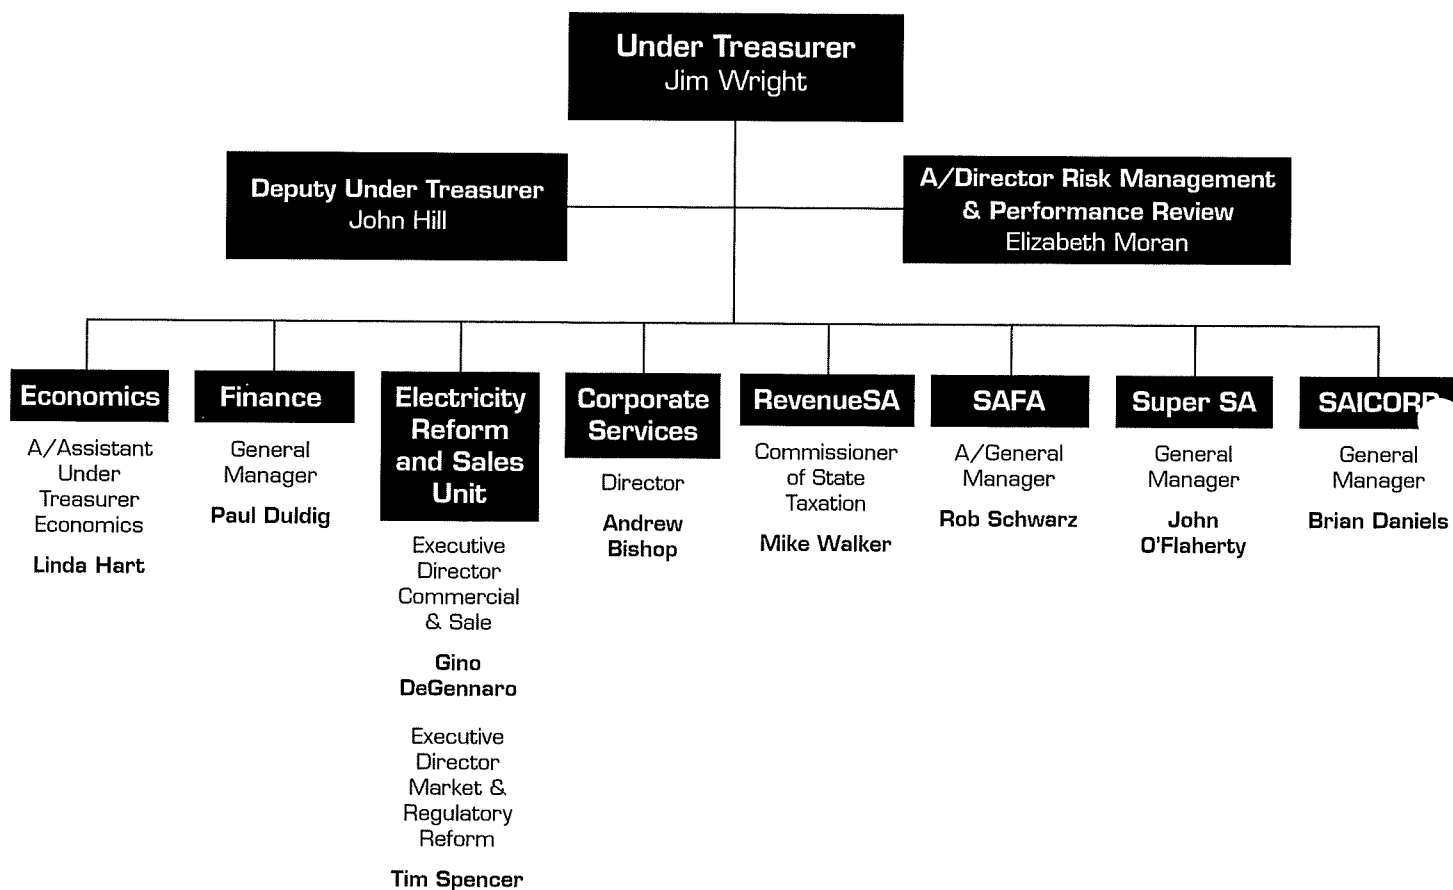 Under Treasurer
Jim Wright
Deputy Under Treasurer
John Hill
A/Director Risk Management
& Performance Review
Elizabeth Moran
Economics
A/Assistant
Under
Treasurer
Economics
Linda Hart
Finance
General
Manager
Paul Duldig
Electricity
Reform
and Sales
Unit
Executive
Director
Commercial
& Sale
Gino
DeGennaro
Executive
Director
Market &
Regulatory
Reform
Tim Spencer
Corporate
Services
Director
Andrew
Bishop
RevenueSA
Commissioner
of State
Taxation
Mike Walker
SAFA
A/General
Manager
Rob Schwarz
Super SA
General
Manager
John
O'Flaherty
SAICORP
General
Manager
Brian Daniels